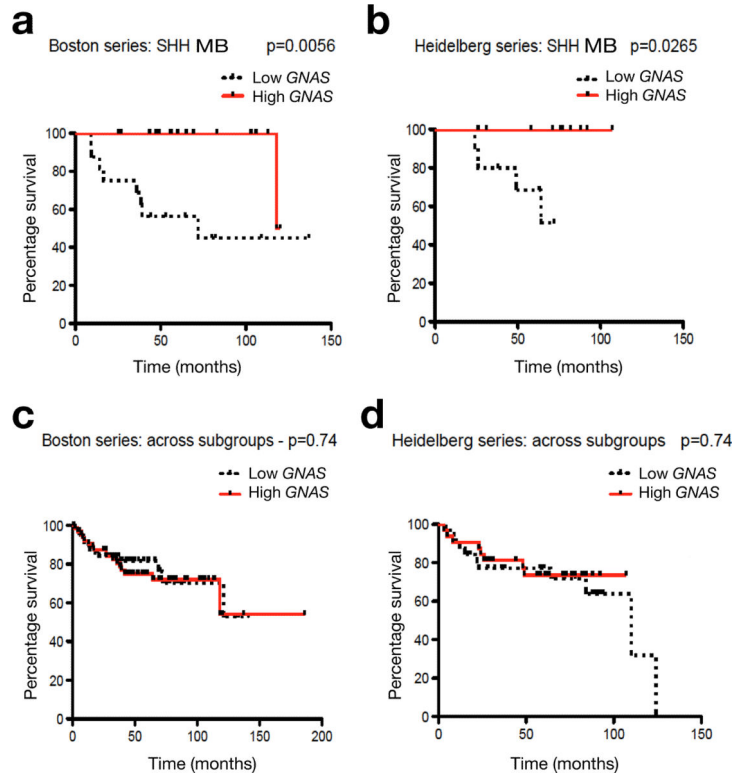 a
Boston series: SHH MB p=0.0056
Low GNAS
High GNAS
Percentage survival
100
80
60
40
20
0
0 50 100 150
Time (months)
b
Heidelberg series: SHH MB p=0.0265
Low GNAS
High GNAS
Percentage survival
100
80
60
40
20
0
0 50 100 150
Time (months)
c
Boston series: across subgroups - p=0.74
Low GNAS
High GNAS
Percentage survival
100
80
60
40
20
0
0 50 100 150 200
Time (months)
d
Heidelberg series: across subgroups p=0.74
Low GNAS
High GNAS
Percentage survival
100
80
60
40
20
0
0 50 100 150
Time (months)